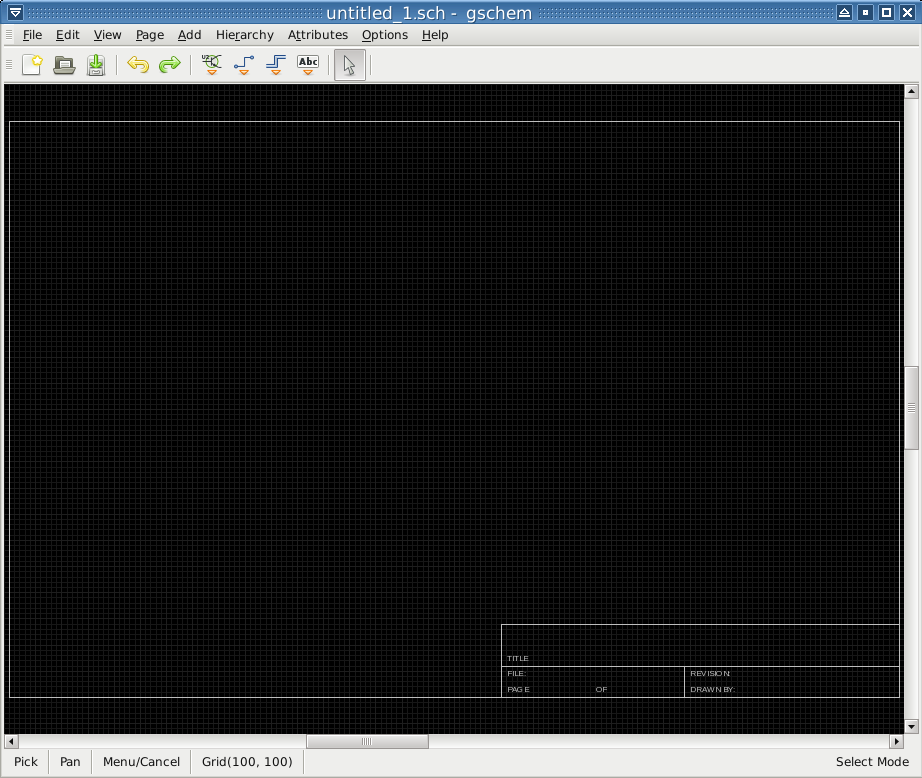 untitled_1.sch - gschem
File Edit View Page Add Hierarchy Attributes Options Help
U2 Abc
TITLE
FILE: REVISION:
PAGE OF DRAWN BY:
Pick Pan Menu/Cancel Grid(100, 100) Select Mode